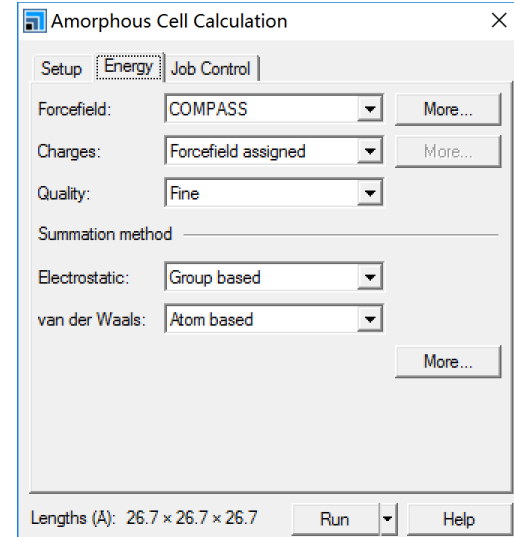 Amorphous Cell Calculation
Setup Energy Job Control
Forcefield: COMPASS More...
Charges: Forcefield assigned More...
Quality: Fine
Summation method
Electrostatic: Group based
van der Waals: Atom based
More...
Lengths (A): 26.7 × 26.7 × 26.7 Run Help